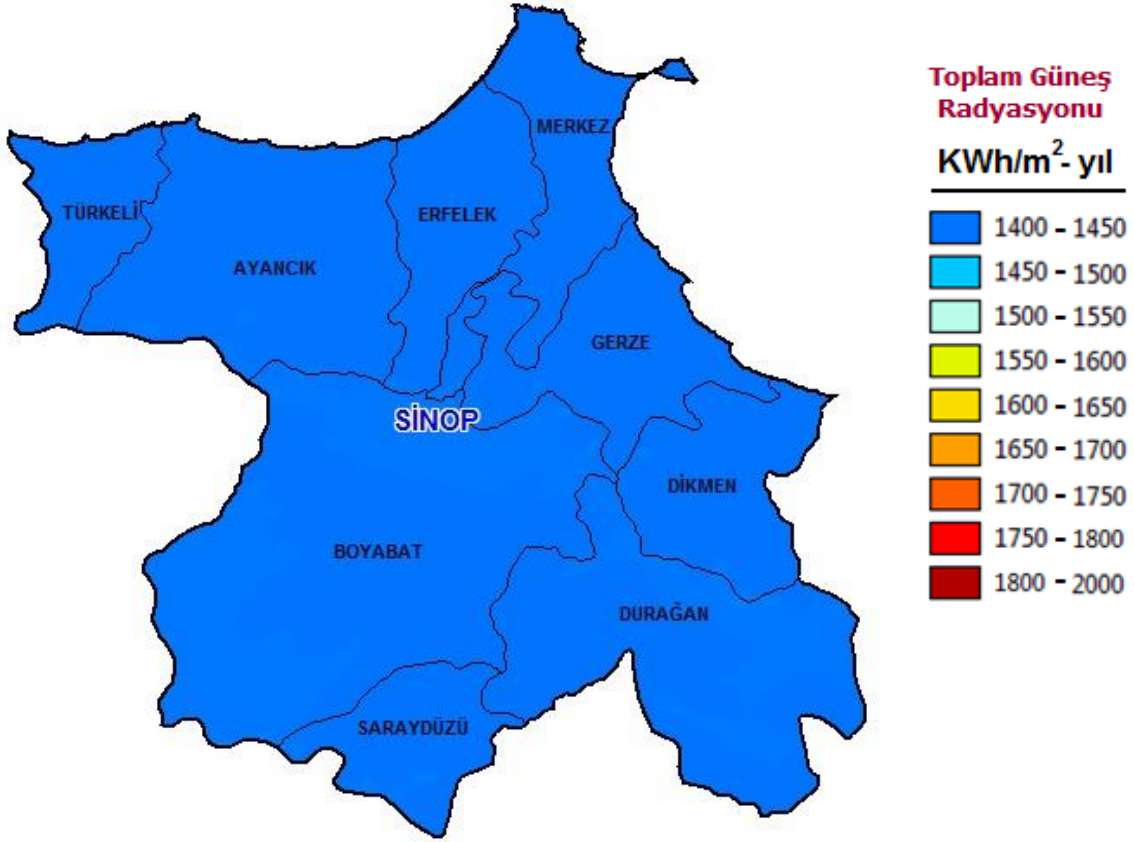 MERKEZ
TÜRKELİ
ERFELEK
AYANCIK
GERZE
SİNOP
DİKMEN
BOYABAT
DURAĞAN
SARAYDÜZÜ
Toplam Güneş
Radyasyonu
KWh/m²- yıl
1400 - 1450
1450 - 1500
1500 - 1550
1550 - 1600
1600 - 1650
1650 - 1700
1700 - 1750
1750 - 1800
1800 - 2000